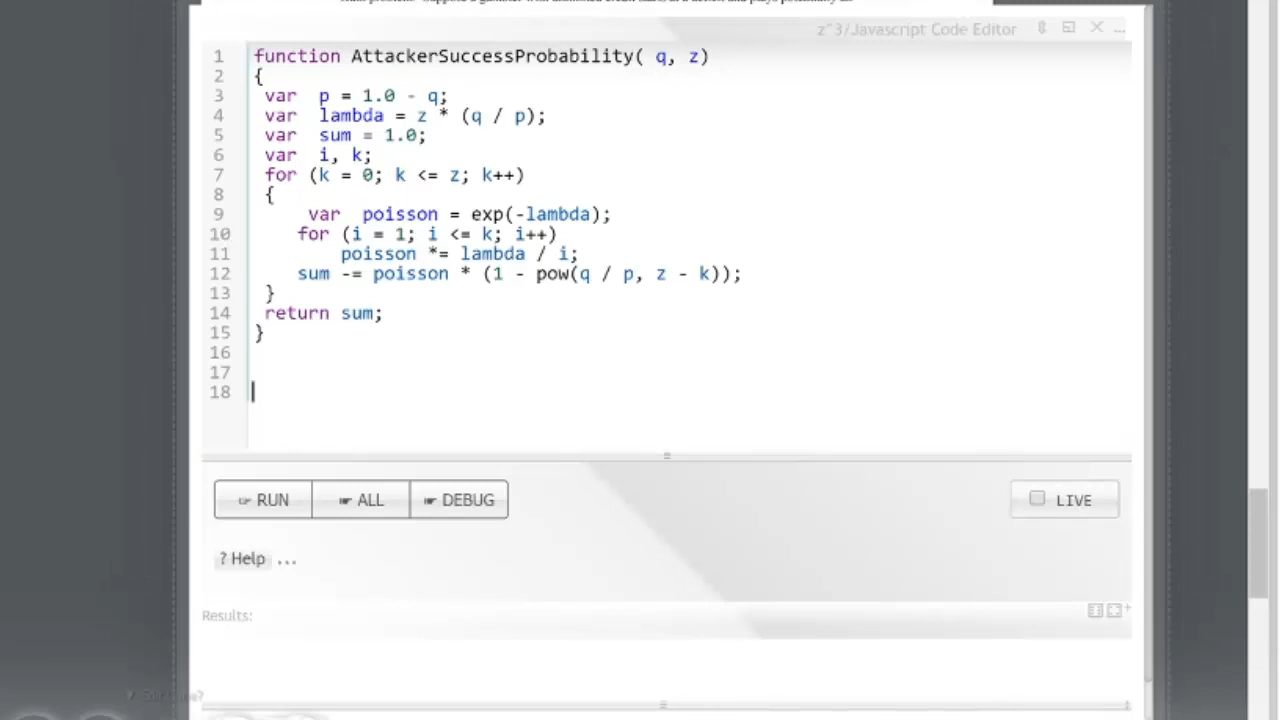 z^3/Javascript Code Editor
1 function AttackerSuccessProbability( q, z)
2 {
3 var p = 1.0 - q;
4 var lambda = z * (q / p);
5 var sum = 1.0;
6 var i, k;
7 for (k = 0; k <= z; k++)
8 {
9 var poisson = exp(-lambda);
10 for (i = 1; i <= k; i++)
11 poisson *= lambda / i;
12 sum -= poisson * (1 - pow(q / p, z - k));
13 }
14 return sum;
15 }
16
17
18
RUN ALL DEBUG LIVE
? Help ...
Results: